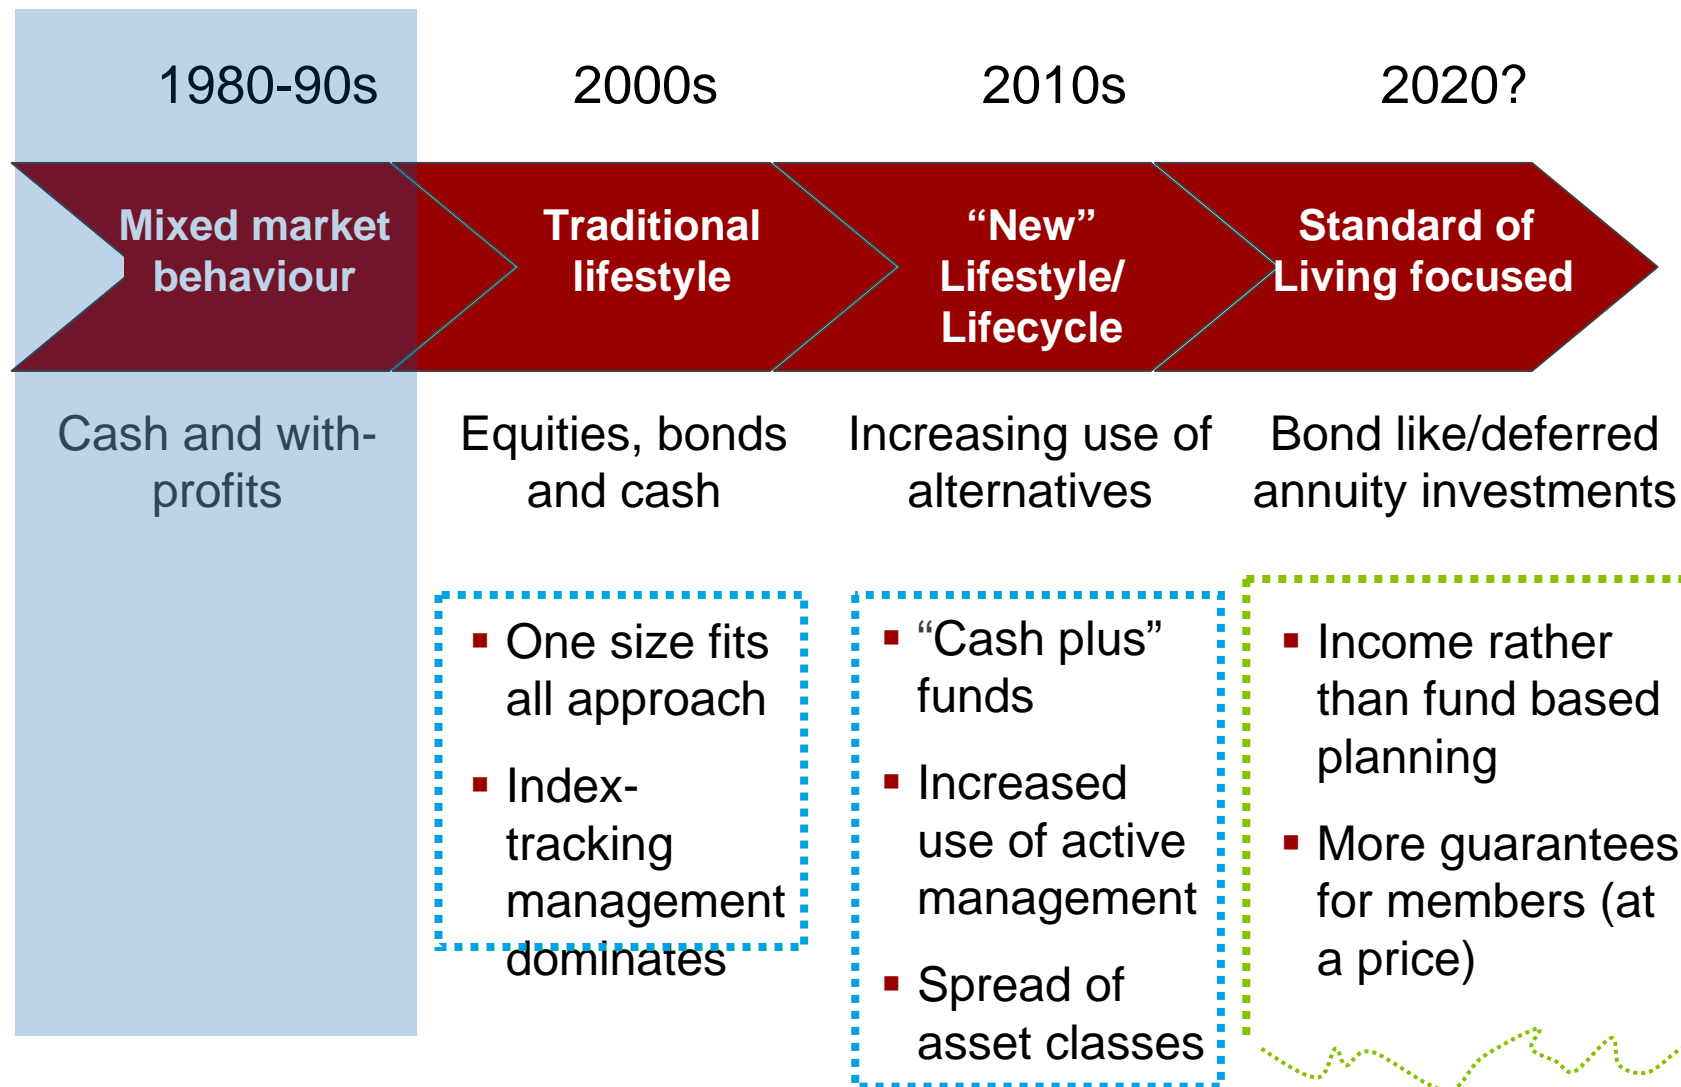 1980-90s
2000s
2010s
2020?
Mixed market
behaviour
Traditional
lifestyle
“New”
Lifestyle/
Lifecycle
Standard of
Living focused
Cash and with-
profits
Equities, bonds
and cash
Increasing use of
alternatives
Bond like/deferred
annuity investments
▪ One size fits
all approach
▪ Index-
tracking
management
dominates
▪ “Cash plus”
funds
▪ Increased
use of active
management
▪ Spread of
asset classes
▪ Income rather
than fund based
planning
▪ More guarantees
for members (at
a price)